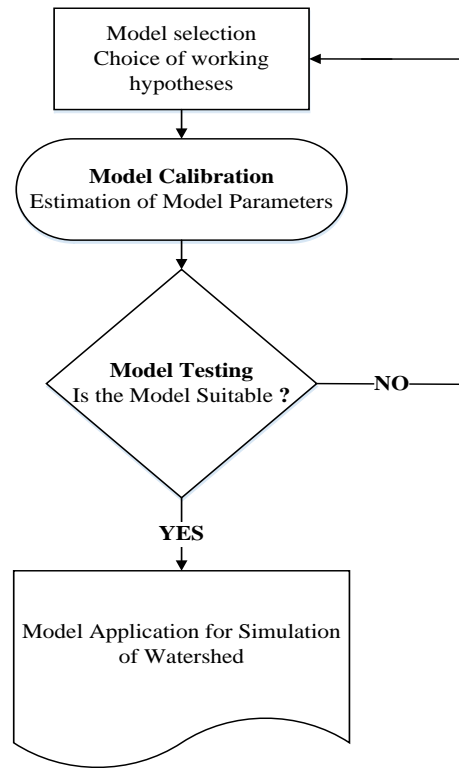 Model selection
Choice of working
hypotheses
Model Calibration
Estimation of Model Parameters
Model Testing
Is the Model Suitable ?
NO
YES
Model Application for Simulation
of Watershed